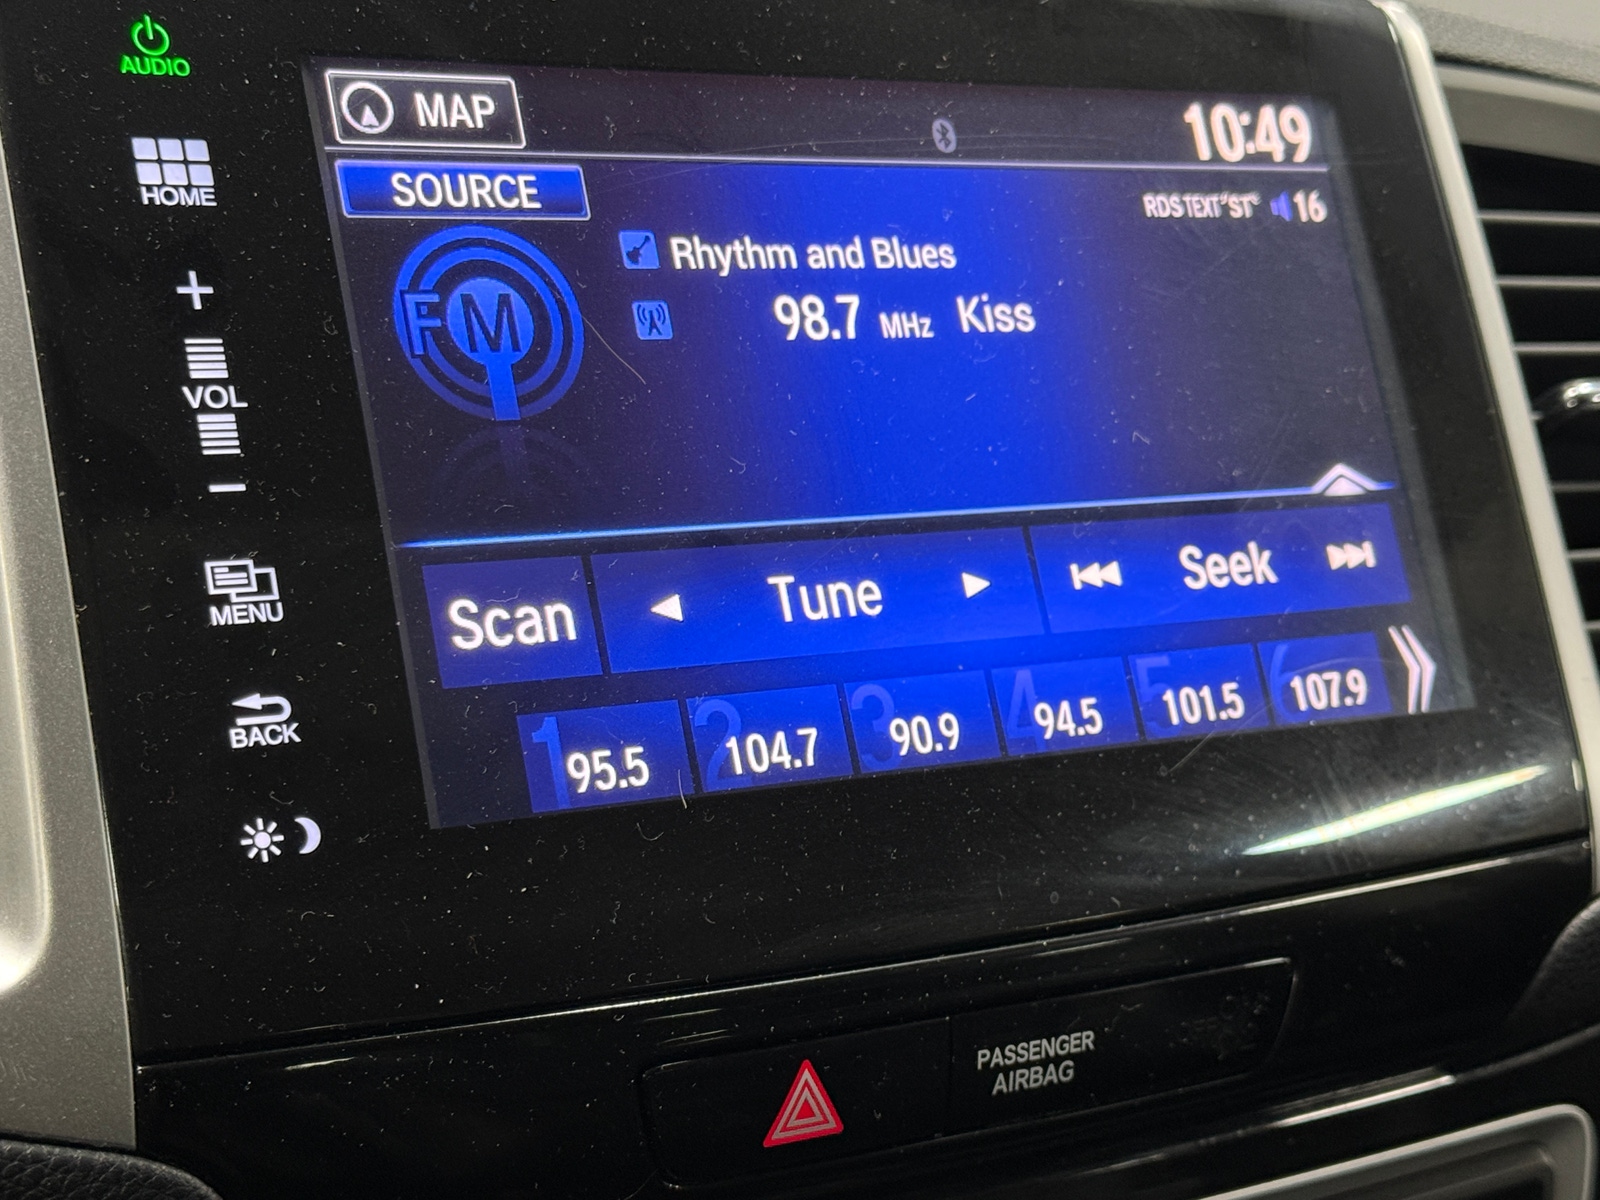 AUDIO
MAP
10:49
HOME
SOURCE
RDS TEXT "ST" 16
Rhythm and Blues
FM
98.7 MHz Kiss
VOL
Scan
Tune
Seek
MENU
1 95.5
2 104.7
3 90.9
4 94.5
5 101.5
6 107.9
BACK
PASSENGER
AIRBAG